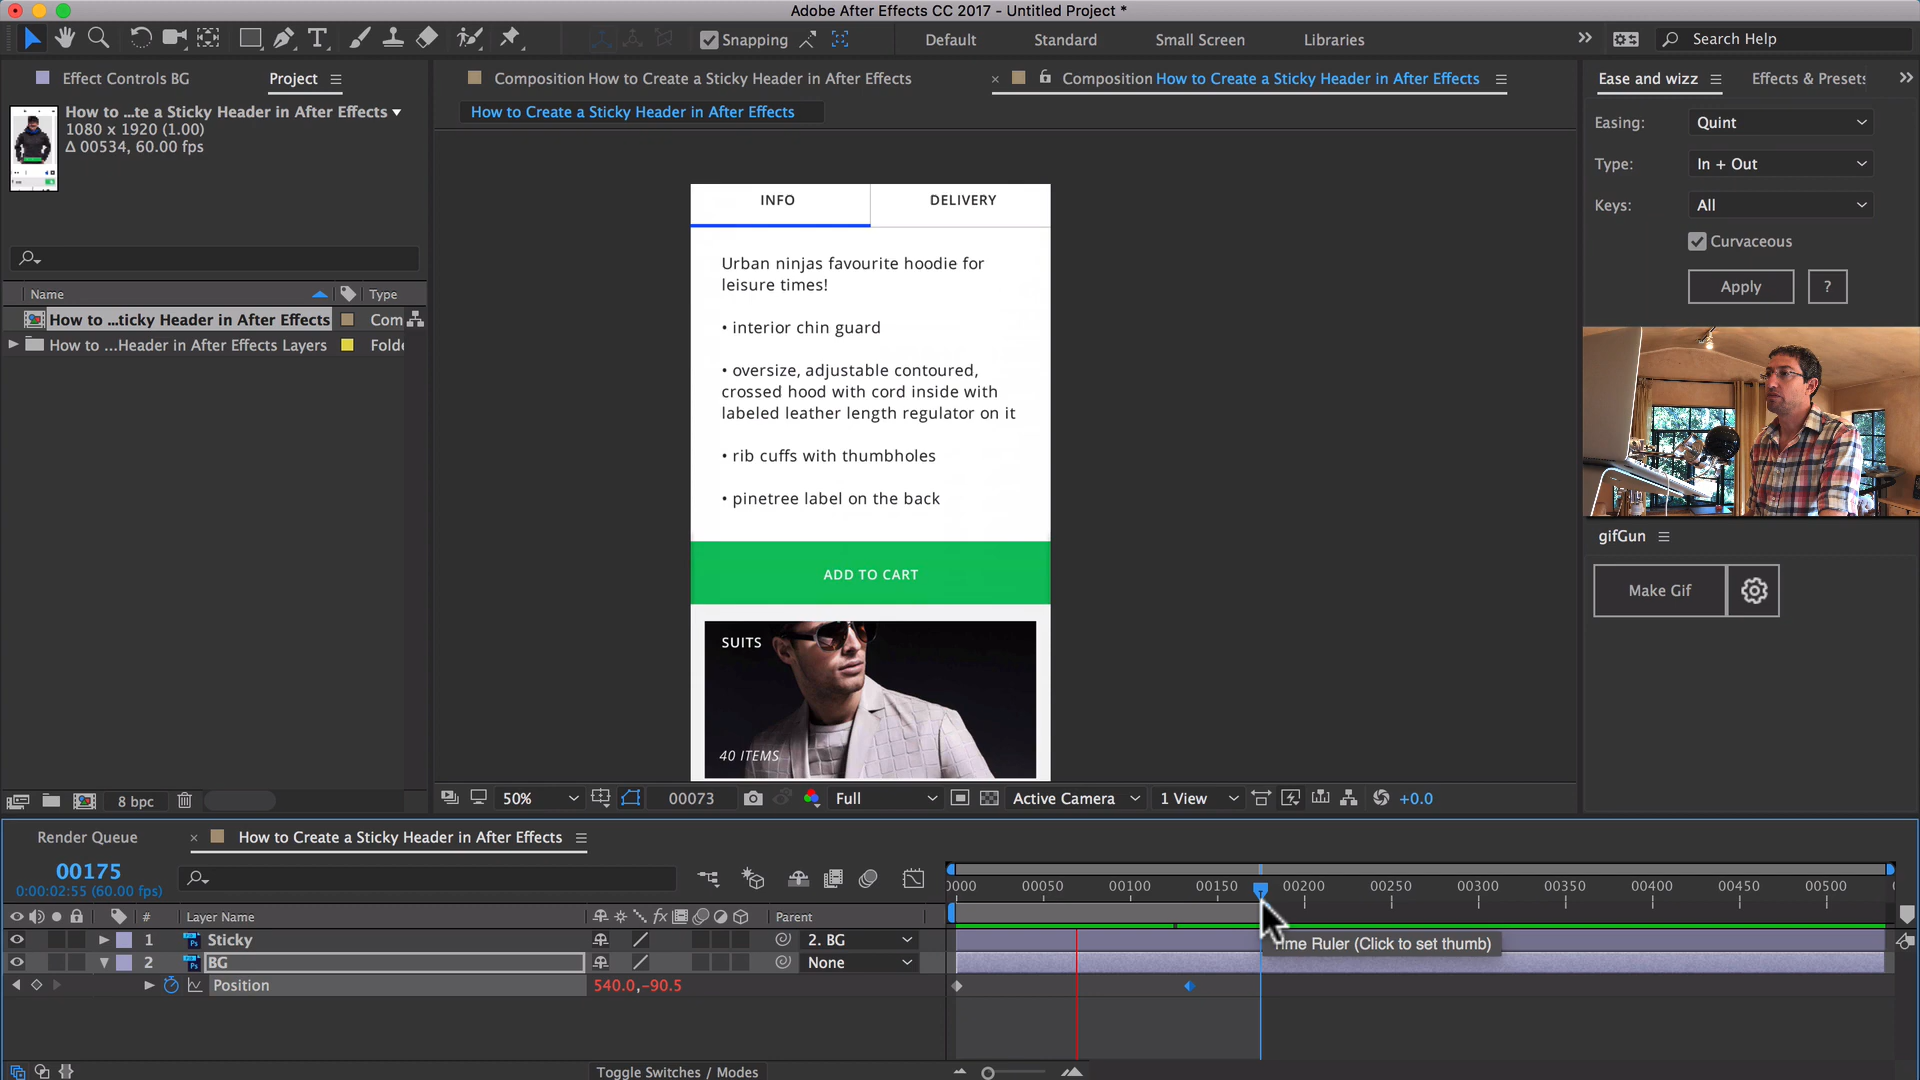 Adobe After Effects CC 2017 - Untitled Project *
Snapping
Default
Standard
Small Screen
Libraries
Search Help
Effect Controls BG
Project
Composition How to Create a Sticky Header in After Effects
Composition How to Create a Sticky Header in After Effects
Ease and wizz
Effects & Presets
How to ...te a Sticky Header in After Effects
1080 x 1920 (1.00)
Δ 00534, 60.00 fps
How to Create a Sticky Header in After Effects
Easing:
Quint
Type:
In + Out
Keys:
All
Curvaceous
Apply
?
INFO
DELIVERY
Urban ninjas favourite hoodie for
leisure times!
• interior chin guard
• oversize, adjustable contoured,
crossed hood with cord inside with
labeled leather length regulator on it
• rib cuffs with thumbholes
• pinetree label on the back
ADD TO CART
SUITS
40 ITEMS
Name
Type
How to ...ticky Header in After Effects
Com
How to ...Header in After Effects Layers
Folde
gifGun
Make Gif
8 bpc
50%
00073
Full
Active Camera
1 View
+0.0
Render Queue
How to Create a Sticky Header in After Effects
00175
0:00:02:55 (60.00 fps)
0000
00050
00100
00150
00200
00250
00300
00350
00400
00450
00500
#
Layer Name
fx
Parent
1
Ps
Sticky
2. BG
2
Ps
BG
None
Time Ruler (Click to set thumb)
Position
540.0,-90.5
Toggle Switches / Modes